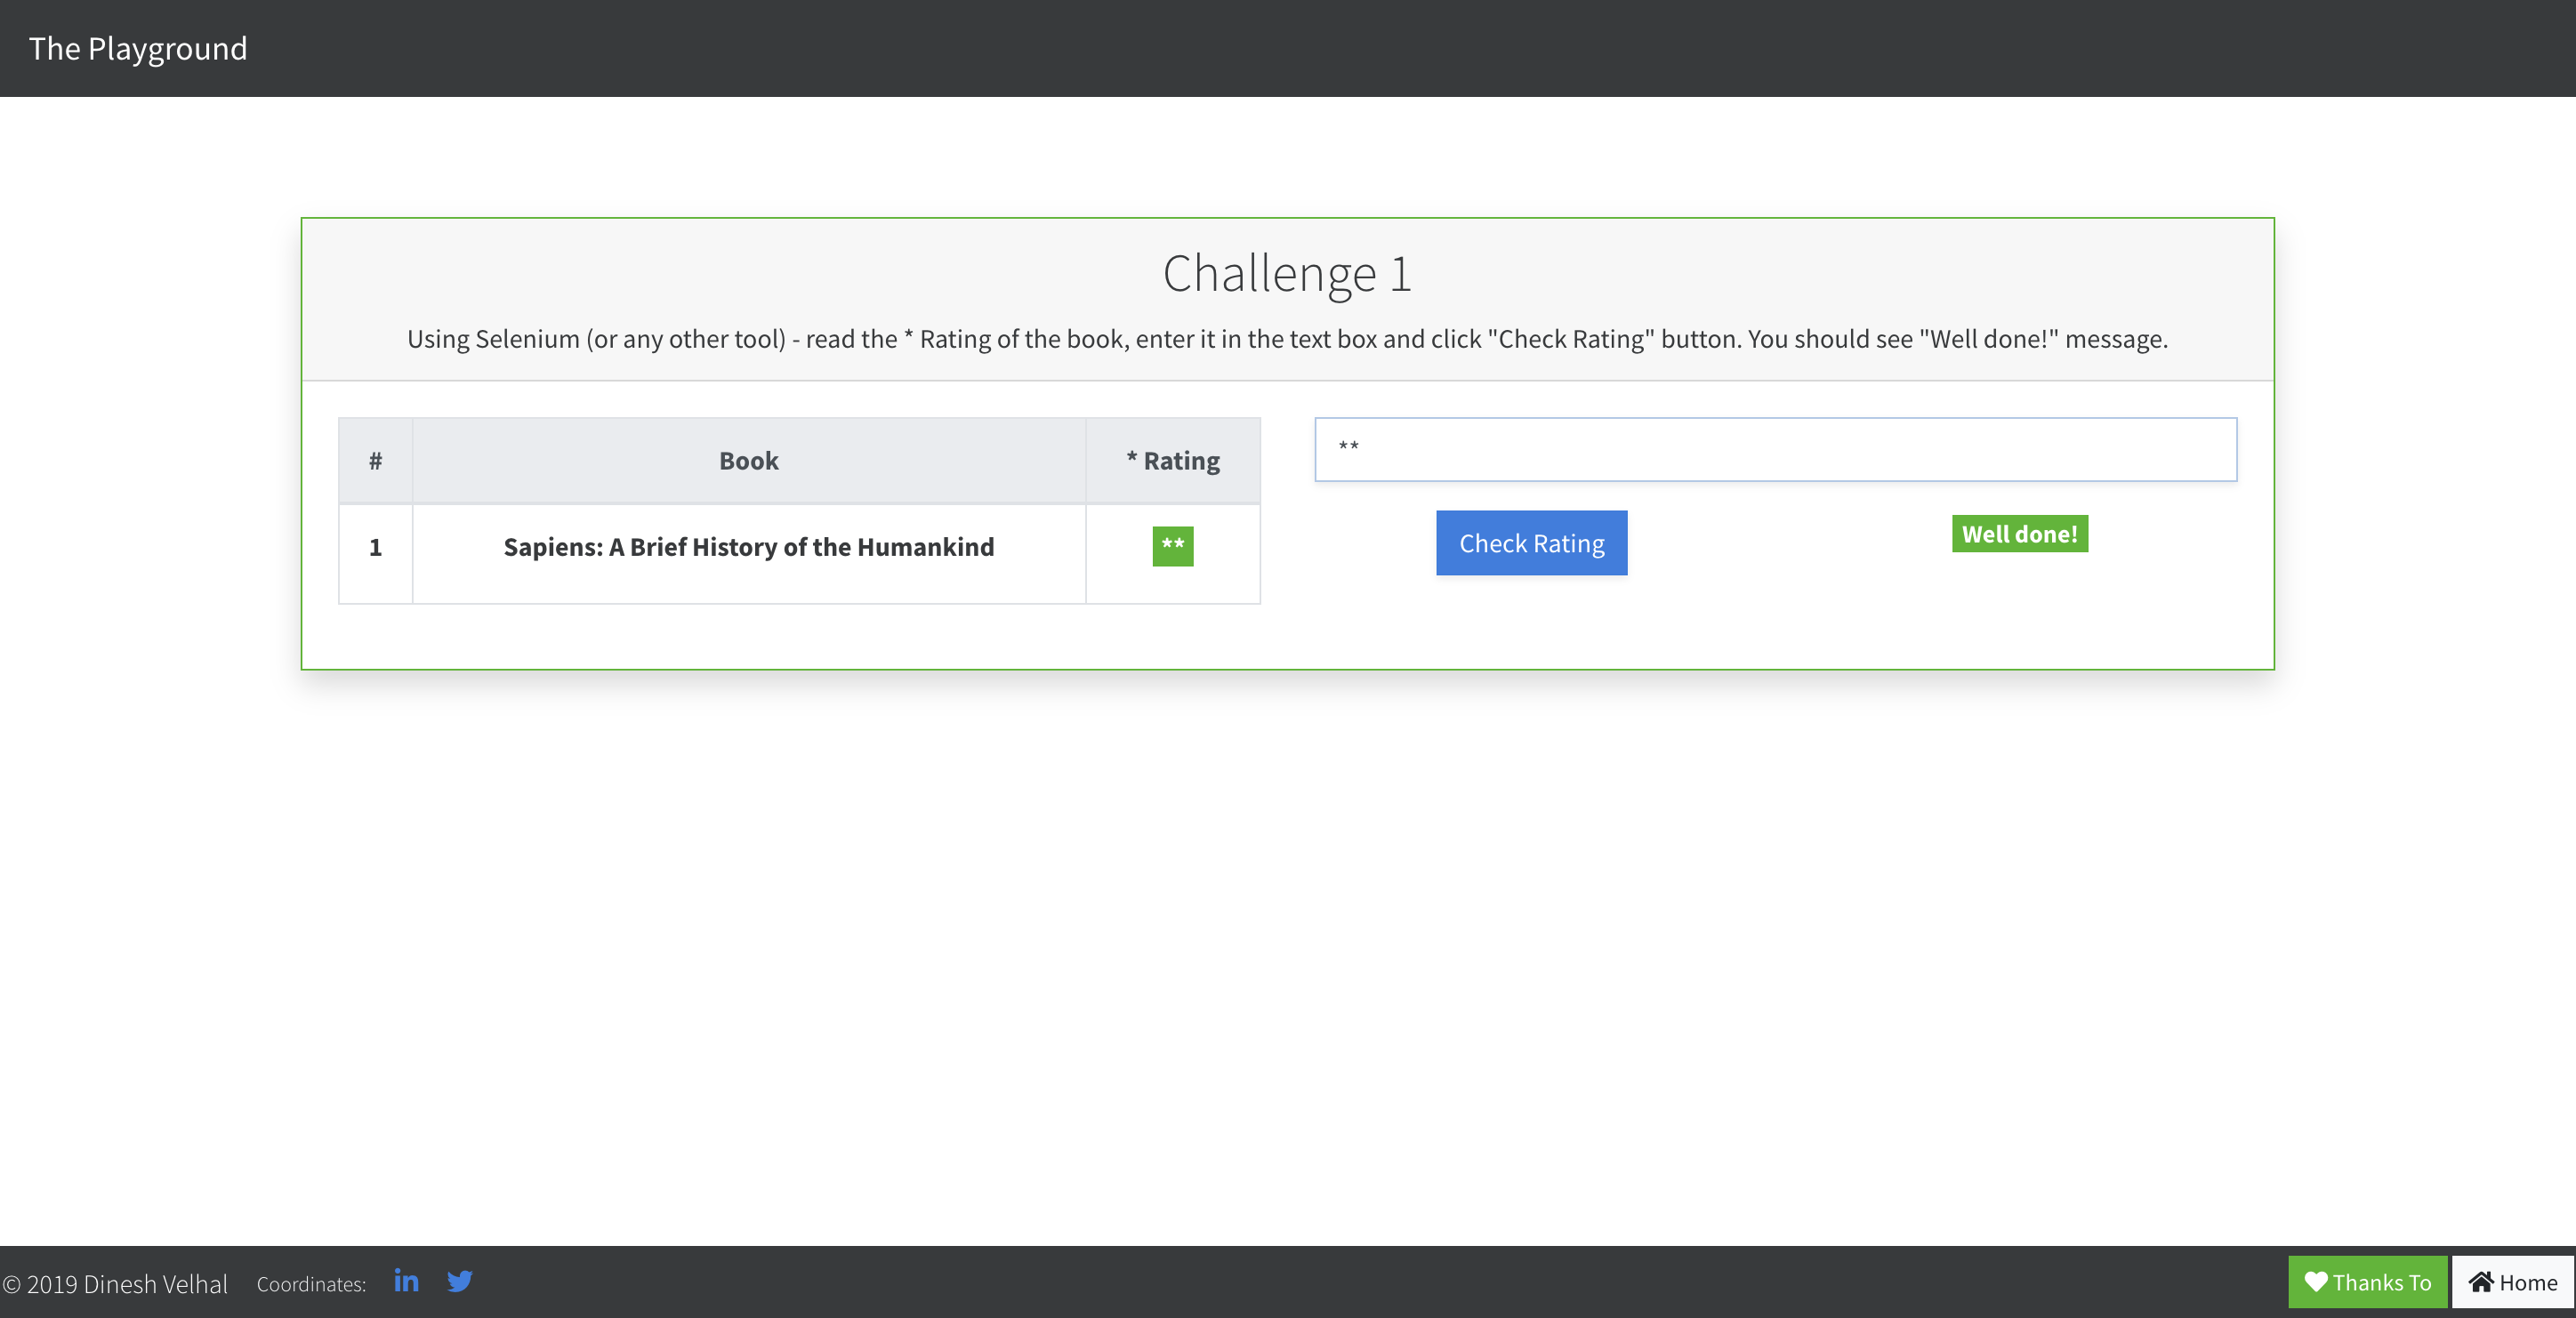 The Playground
Challenge 1
Using Selenium (or any other tool) - read the * Rating of the book, enter it in the text box and click "Check Rating" button. You should see "Well done!" message.
# Book * Rating
1 Sapiens: A Brief History of the Humankind **
**
Check Rating Well done!
© 2019 Dinesh Velhal Coordinates: in Thanks To Home